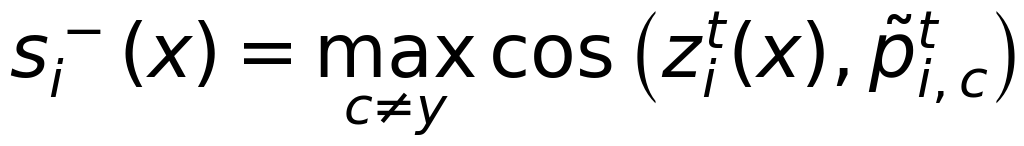 $s_i^-(x) = \max_{c \neq y} \cos\left(z_i^t(x), \tilde{p}_{i,c}^t\right)$